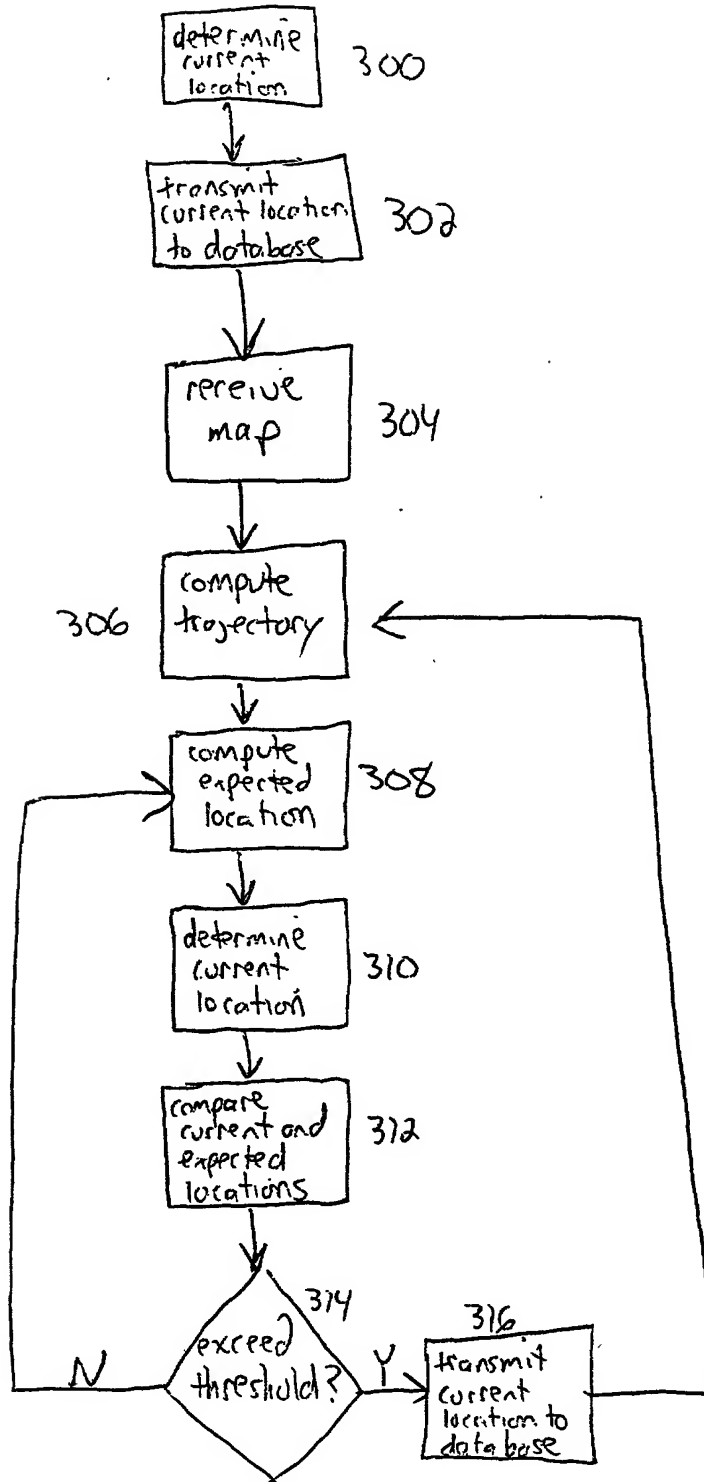 determine
current
location
300
transmit
current location
to database
302
receive
map
304
306
compute
trajectory
compute
expected
location
308
determine
current
location
310
compare
current and
expected
locations
312
314
exceed
threshold?
N
Y
316
transmit
current
location to
database